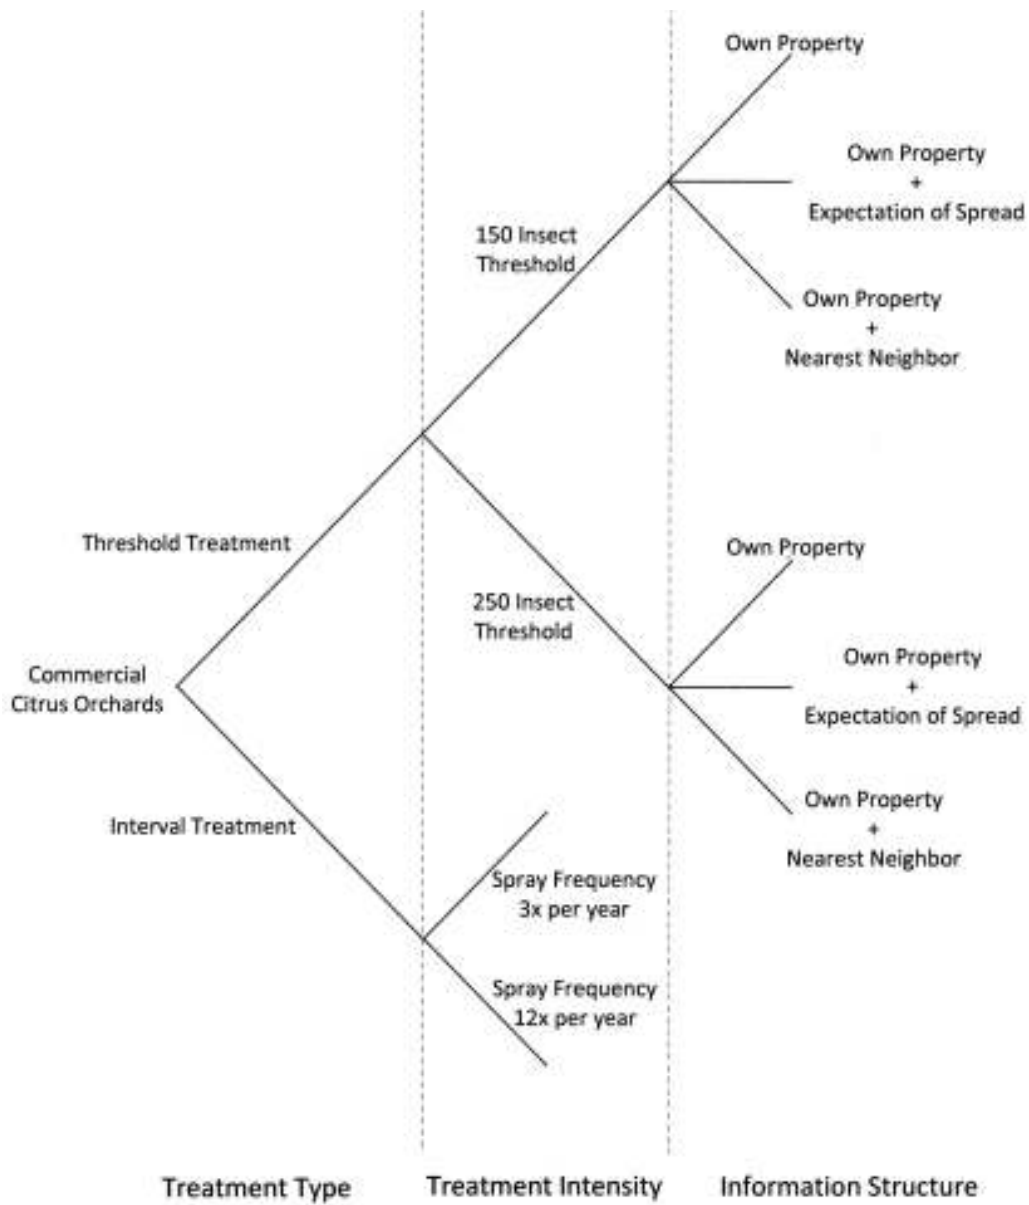 Own Property
Own Property
+
Expectation of Spread
150 Insect
Threshold
Own Property
+
Nearest Neighbor
Threshold Treatment
Own Property
250 Insect
Threshold
Commercial
Citrus Orchards
Own Property
+
Expectation of Spread
Own Property
+
Nearest Neighbor
Interval Treatment
Spray Frequency
3x per year
Spray Frequency
12x per year
Treatment Type
Treatment Intensity
Information Structure